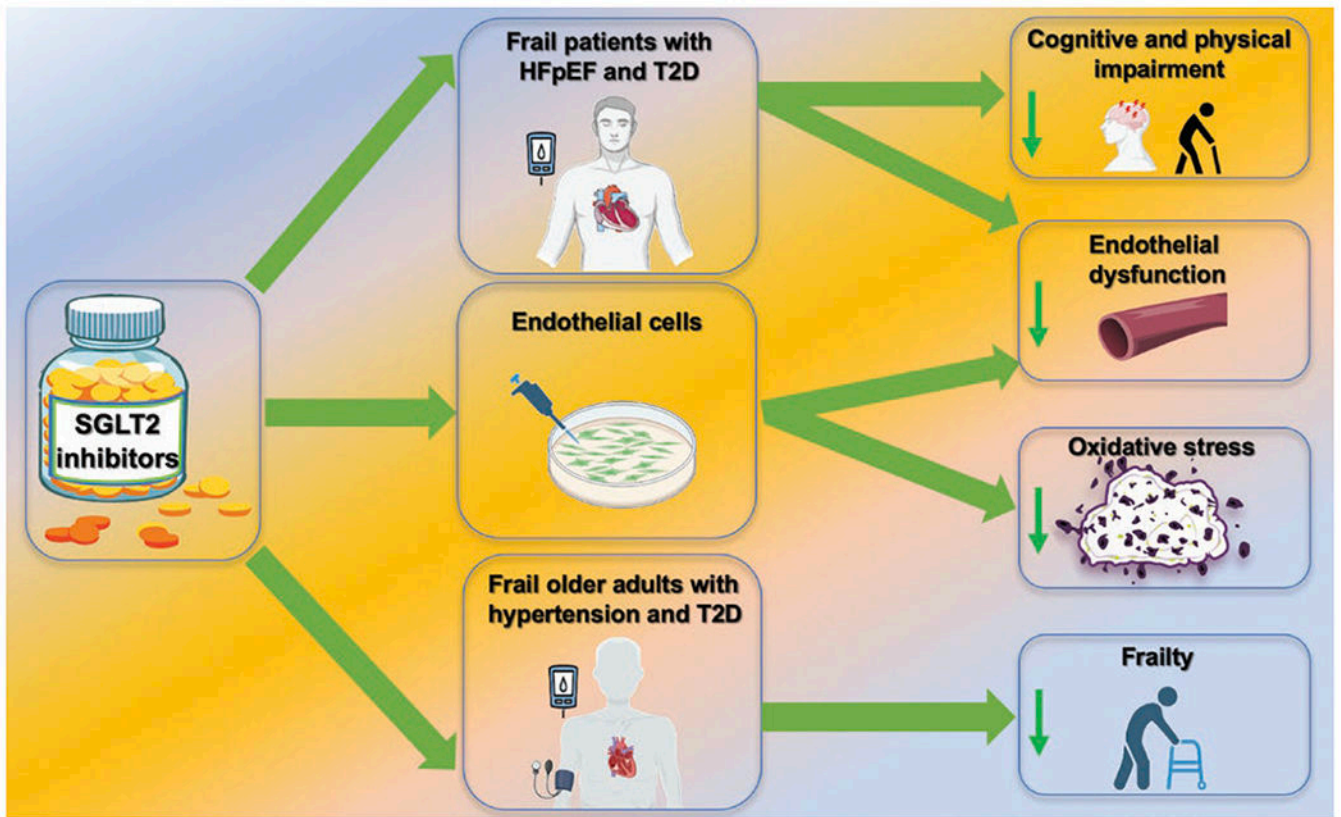 SGLT2
inhibitors
Frail patients with
HFpEF and T2D
Endothelial cells
Frail older adults with
hypertension and T2D
Cognitive and physical
impairment
Endothelial
dysfunction
Oxidative stress
Frailty